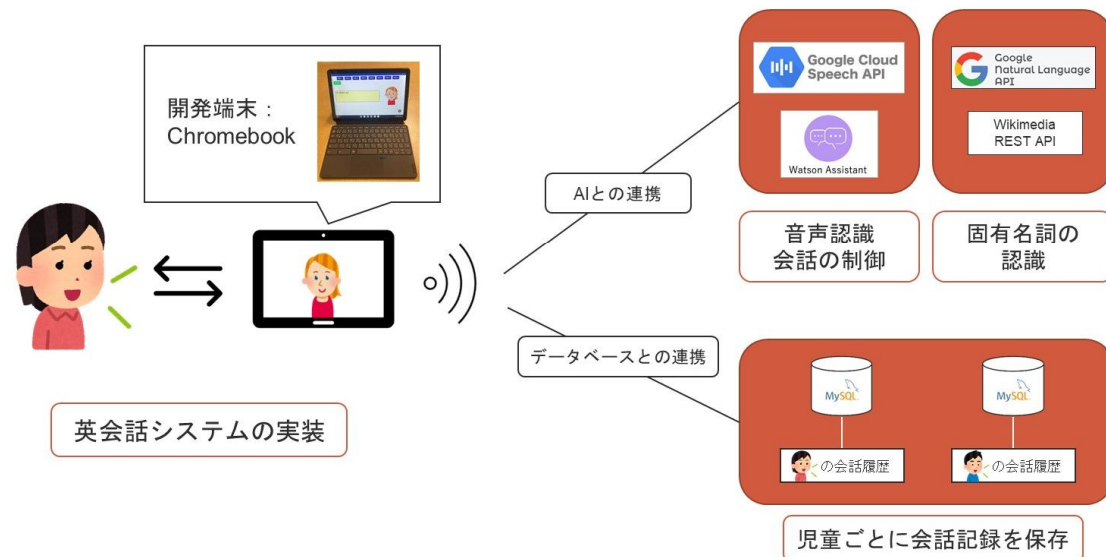 開発端末：
Chromebook
英会話システムの実装
AIとの連携
データベースとの連携
Google Cloud
Speech API
Watson Assistant
音声認識
会話の制御
Google
Natural Language
API
Wikimedia
REST API
固有名詞の
認識
MySQL
の会話履歴
MySQL
の会話履歴
児童ごとに会話記録を保存